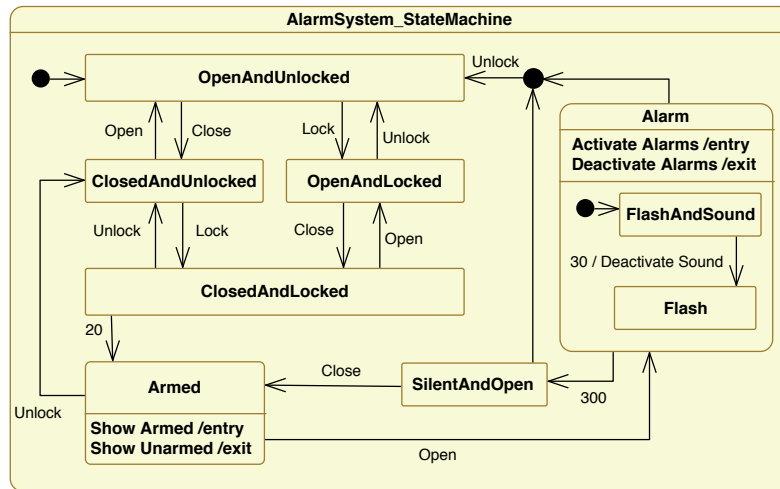 AlarmSystem_StateMachine
OpenAndUnlocked
Unlock
Open
Close
Lock
Unlock
Alarm
Activate Alarms /entry
Deactivate Alarms /exit
ClosedAndUnlocked
OpenAndLocked
FlashAndSound
Unlock
Lock
Close
Open
30 / Deactivate Sound
ClosedAndLocked
Flash
20
Armed
Close
SilentAndOpen
300
Unlock
Show Armed /entry
Show Unarmed /exit
Open